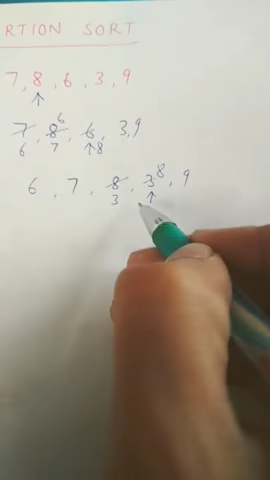 RTION SORT
7, 8, 6, 3, 9
↑
6
7, 8, 6, 3, 9
6 7 ↑8
8
6, 7, 8, 3, 9
3 ↑